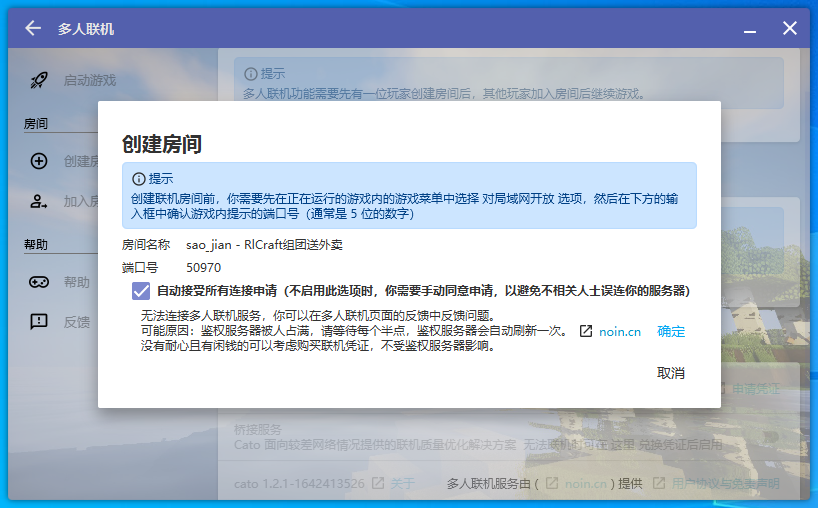 多人联机
启动游戏
提示
多人联机功能需要先有一位玩家创建房间后，其他玩家加入房间后继续游戏。
房间
创建房
加入房
帮助
帮助
反馈
创建房间
提示
创建联机房间前，你需要先在正在运行的游戏内的游戏菜单中选择 对局域网开放 选项，然后在下方的输
入框中确认游戏内提示的端口号（通常是 5 位的数字）
房间名称 sao_jian - RlCraft组团送外卖
端口号 50970
自动接受所有连接申请（不启用此选项时，你需要手动同意申请，以避免不相关人士误连你的服务器）
无法连接多人联机服务，你可以在多人联机页面的反馈中反馈问题。
可能原因：鉴权服务器被人占满，请等待每个半点，鉴权服务器会自动刷新一次。
没有耐心且有闲钱的可以考虑购买联机凭证，不受鉴权服务器影响。
noin.cn 确定
取消
申请凭证
桥接服务
Cato 面向较差网络情况提供的联机质量优化解决方案 无法联机时可在 这里 兑换凭证后启用
cato 1.2.1-1642413526 关于 多人联机服务由 ( noin.cn ) 提供 用户协议与免责声明